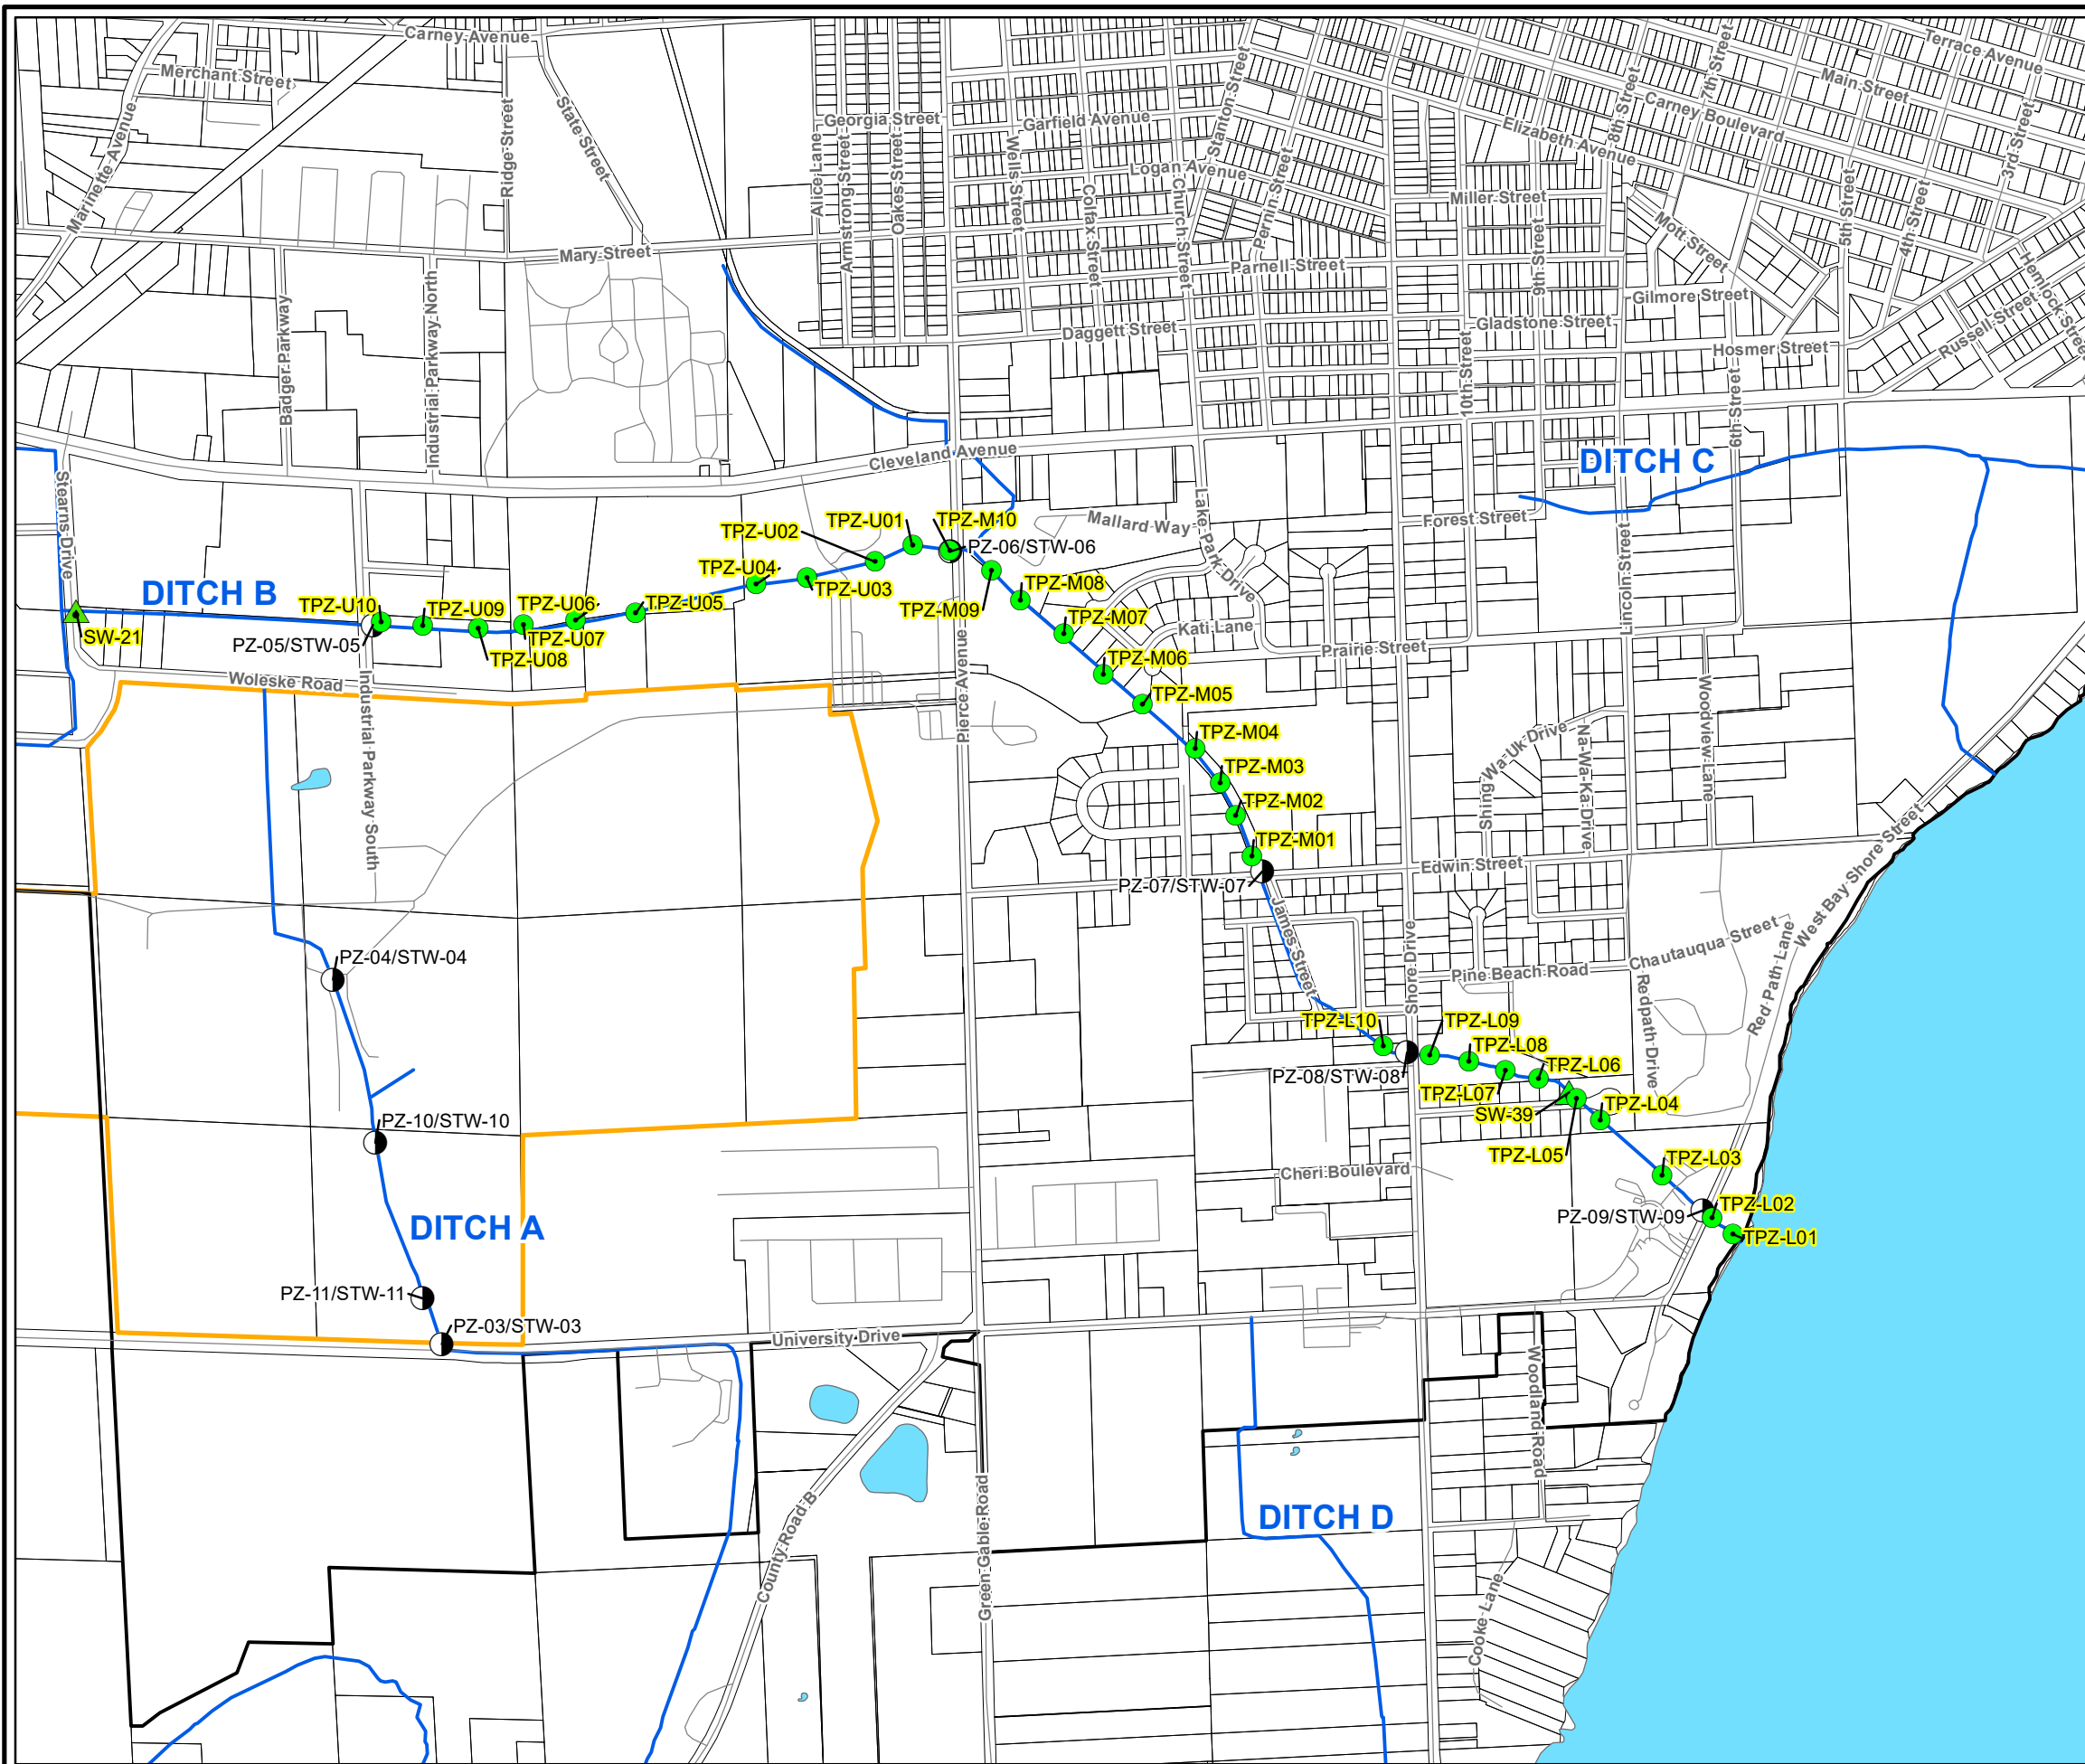 Carney Avenue
Merchant Street
Marinette Avenue
Ridge Street
State Street
Georgia Street
Alice Lane
Armstrong Street
Oakes Street
Wells Street
Garfield Avenue
Colfax Street
Logan Avenue
Church Street
Stanton Street
Pernin Street
Elizabeth Avenue
8th Street
7th Street
Carney Boulevard
Main Street
Terrace Avenue
3rd Street
4th Street
5th Street
Miller Street
9th Street
Mott Street
Mary Street
Parnell Street
Gilmore Street
Gladstone Street
Hosmer Street
Russell Street
Hemlock Street
Daggett Street
10th Street
6th Street
Badger Parkway
Industrial Parkway North
Cleveland Avenue
DITCH C
Stearns Drive
Forest Street
Mallard Way
Lake Park Drive
Lincoln Street
TPZ-U01
TPZ-M10
TPZ-U02
PZ-06/STW-06
TPZ-U04
TPZ-U03
TPZ-M08
TPZ-M09
DITCH B
TPZ-U10
TPZ-U09
TPZ-U06
TPZ-U05
TPZ-M07
SW-21
PZ-05/STW-05
TPZ-U07
TPZ-U08
Kati Lane
Prairie Street
TPZ-M06
Woleske Road
TPZ-M05
Industrial Parkway South
Pierce Avenue
TPZ-M04
TPZ-M03
TPZ-M02
TPZ-M01
Shing Wa Uk Drive
Na-Wa-Ka Drive
Woodview Lane
PZ-07/STW-07
Edwin Street
West Bay Shore Street
James Street
Shore Drive
Chautauqua Street
Pine Beach Road
Redpath Drive
Red Path Lane
PZ-04/STW-04
TPZ-L10
TPZ-L09
TPZ-L08
TPZ-L06
PZ-08/STW-08
TPZ-L07
SW-39
TPZ-L04
TPZ-L05
TPZ-L03
PZ-10/STW-10
Cheri Boulevard
DITCH A
TPZ-L02
PZ-09/STW-09
TPZ-L01
PZ-11/STW-11
PZ-03/STW-03
University Drive
Woodland Road
County Road B
Green Gable Road
DITCH D
Cooke Lane